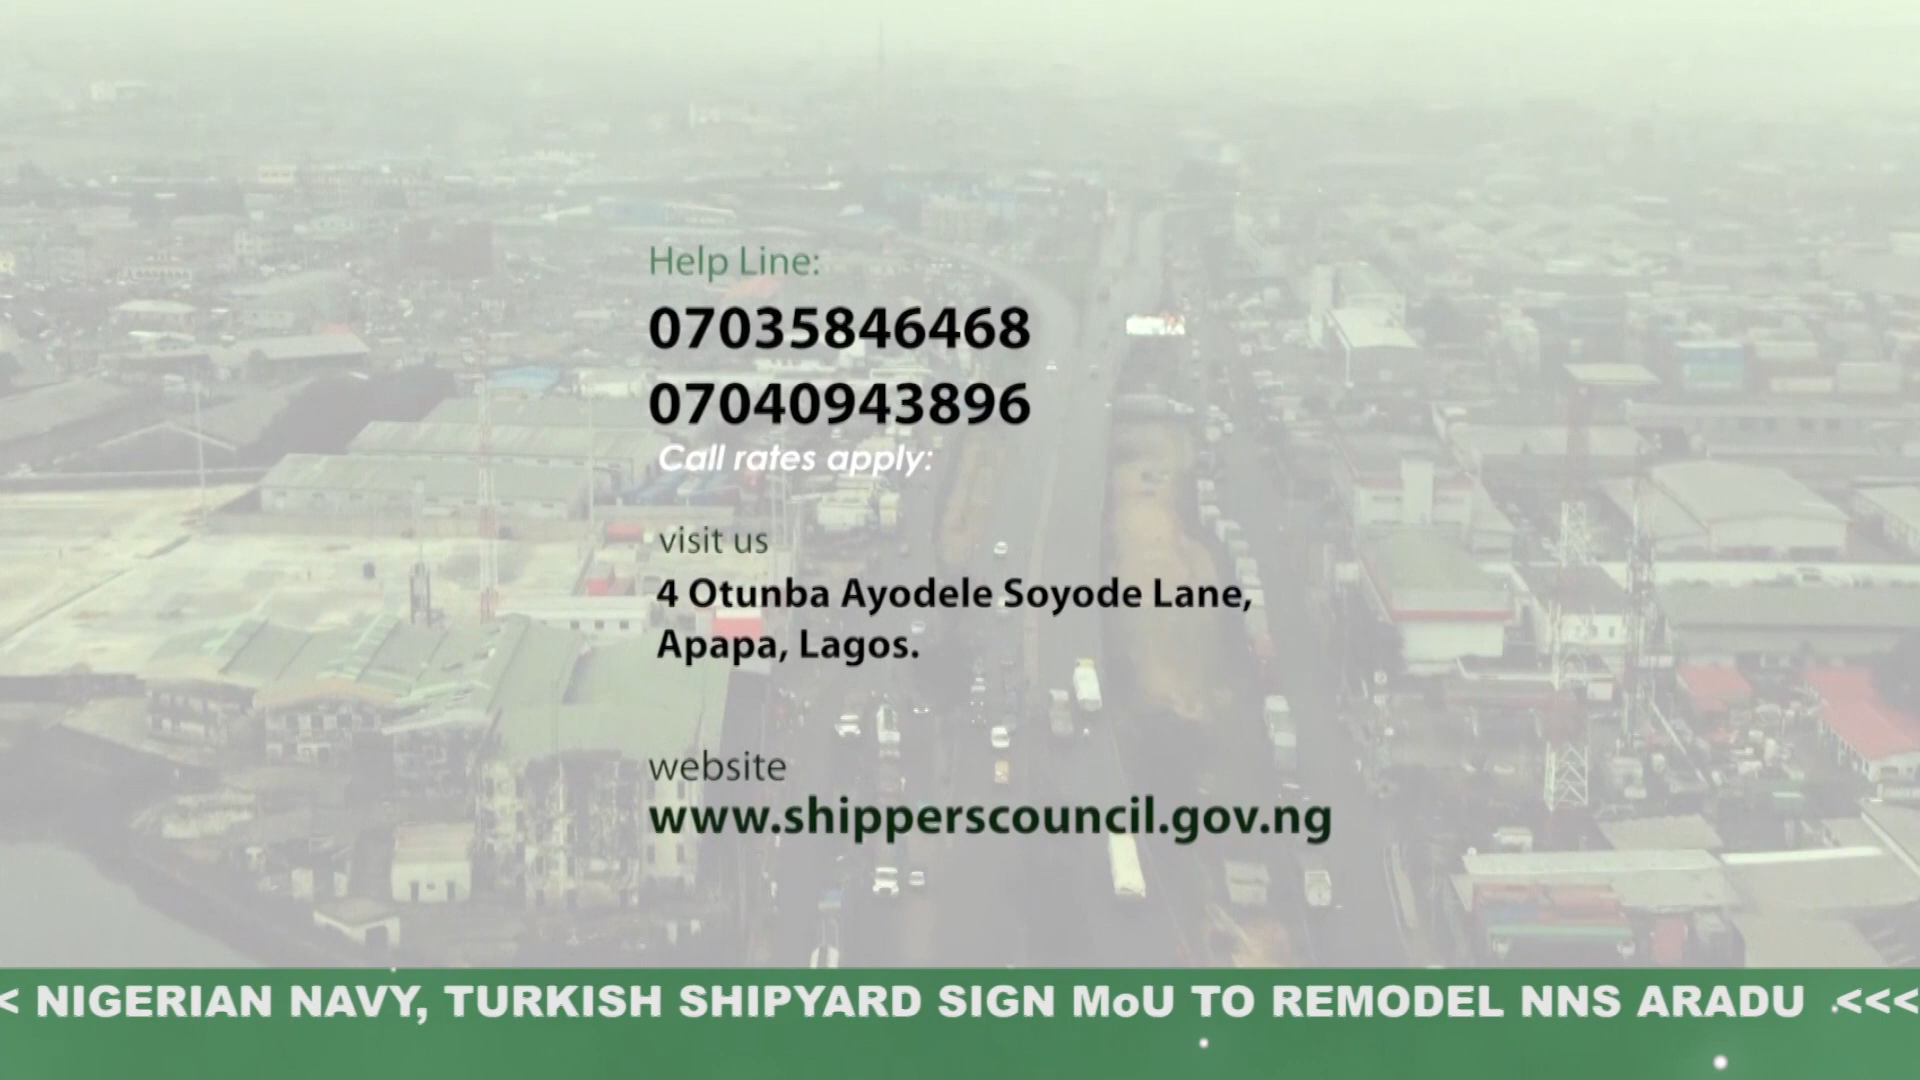 Help Line:
07035846468
07040943896
Call rates apply:
visit us
4 Otunba Ayodele Soyode Lane,
Apapa, Lagos.
website
www.shipperscouncil.gov.ng
< NIGERIAN NAVY, TURKISH SHIPYARD SIGN MoU TO REMODEL NNS ARADU .<<<